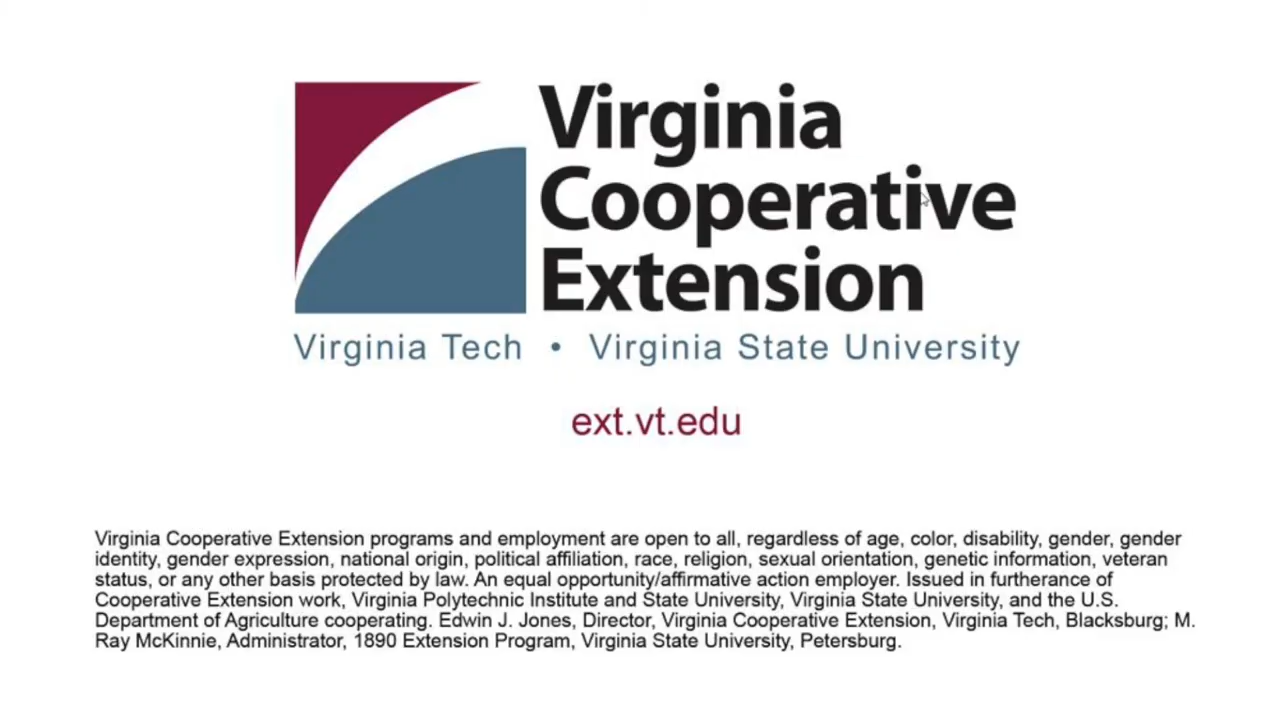 Virginia
Cooperative
Extension
Virginia Tech • Virginia State University
ext.vt.edu
Virginia Cooperative Extension programs and employment are open to all, regardless of age, color, disability, gender, gender
identity, gender expression, national origin, political affiliation, race, religion, sexual orientation, genetic information, veteran
status, or any other basis protected by law. An equal opportunity/affirmative action employer. Issued in furtherance of
Cooperative Extension work, Virginia Polytechnic Institute and State University, Virginia State University, and the U.S.
Department of Agriculture cooperating. Edwin J. Jones, Director, Virginia Cooperative Extension, Virginia Tech, Blacksburg; M.
Ray McKinnie, Administrator, 1890 Extension Program, Virginia State University, Petersburg.